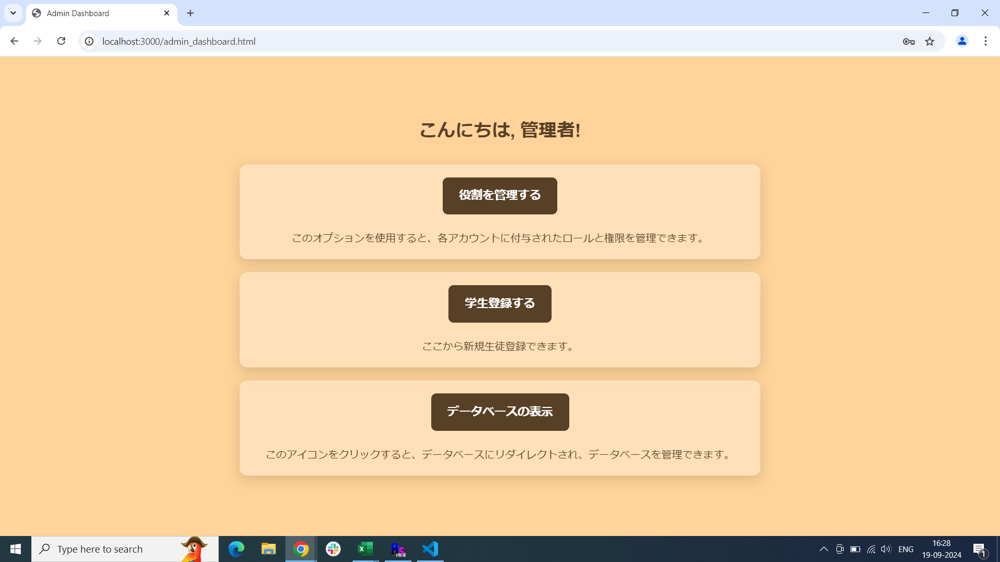 Admin Dashboard
localhost:3000/admin_dashboard.html
こんにちは, 管理者!
役割を管理する
このオプションを使用すると、各アカウントに付与されたロールと権限を管理できます。
学生登録する
ここから新規生徒登録できます。
データベースの表示
このアイコンをクリックすると、データベースにリダイレクトされ、データベースを管理できます。
Type here to search
A5
Mk-2
ENG
16:28
19-09-2024
1